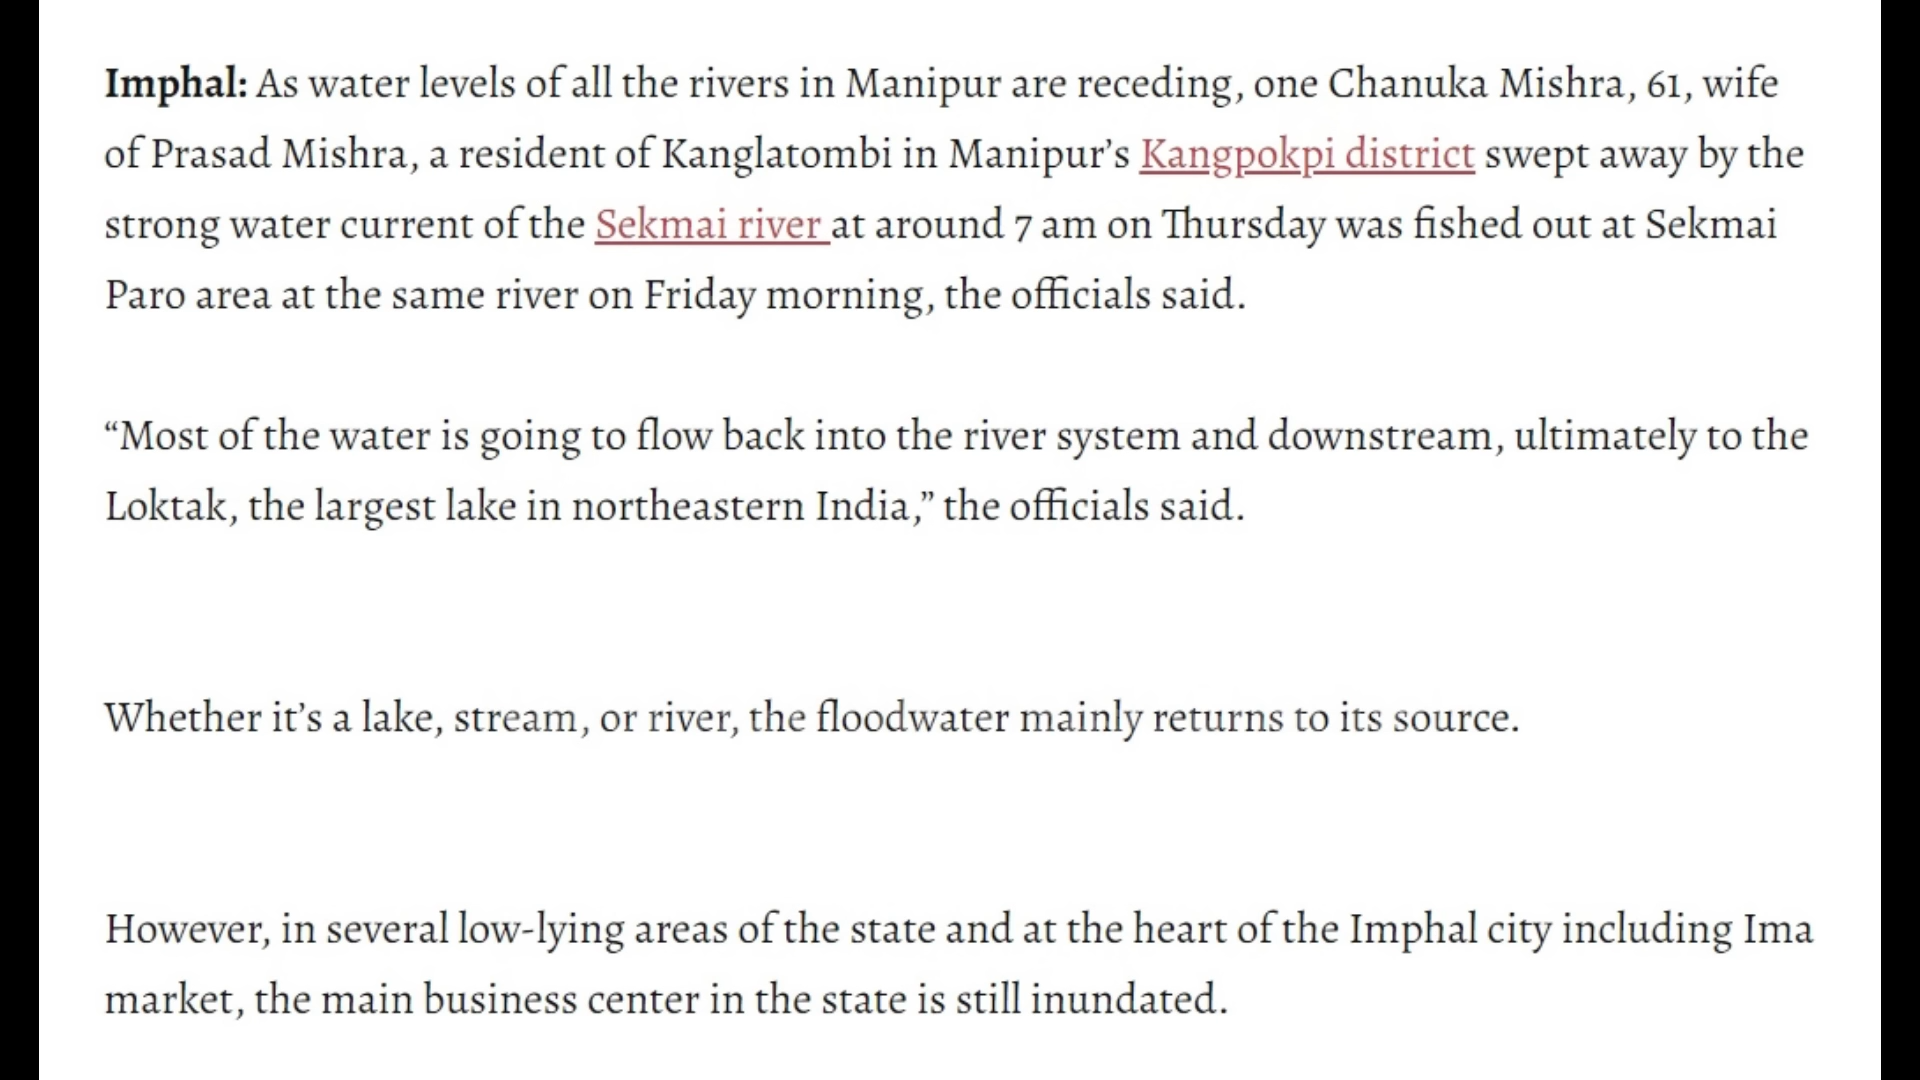 Imphal: As water levels of all the rivers in Manipur are receding, one Chanuka Mishra, 61, wife
of Prasad Mishra, a resident of Kanglatombi in Manipur’s Kangpokpi district swept away by the
strong water current of the Sekmai river at around 7 am on Thursday was fished out at Sekmai
Paro area at the same river on Friday morning, the officials said.
“Most of the water is going to flow back into the river system and downstream, ultimately to the
Loktak, the largest lake in northeastern India,” the officials said.
Whether it’s a lake, stream, or river, the floodwater mainly returns to its source.
However, in several low-lying areas of the state and at the heart of the Imphal city including Ima
market, the main business center in the state is still inundated.